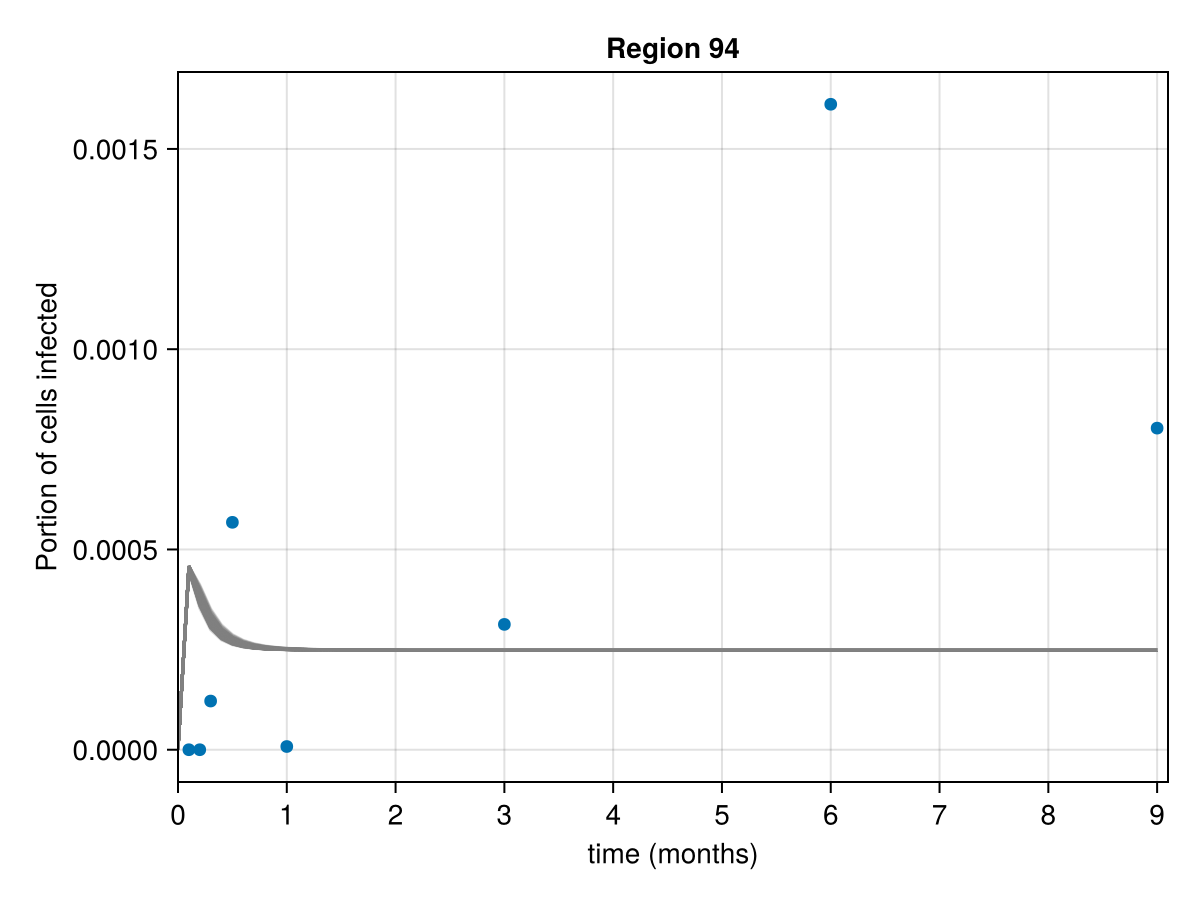 Region 94
Portion of cells infected
0.0015
0.0010
0.0005
0.0000
0 1 2 3 4 5 6 7 8 9
time (months)